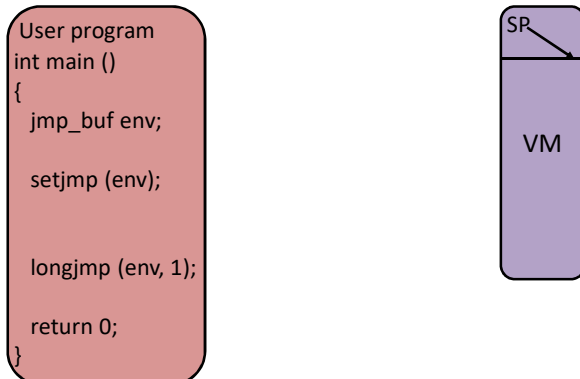 User program
int main ()
{
jmp_buf env;
setjmp (env);
longjmp (env, 1);
return 0;
}
SP
VM